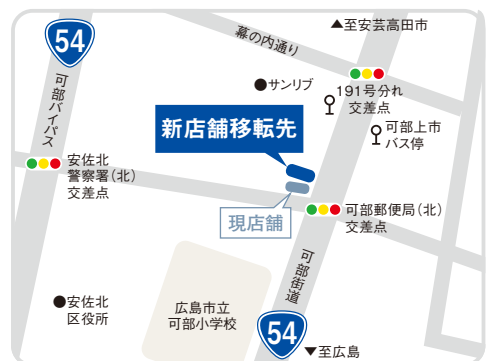 54
▲至安芸高田市
幕の内通り
●サンリブ
191号分れ
交差点
可部バイパス
新店舗移転先
可部上市
バス停
安佐北
警察署(北)
交差点
現店舗
可部郵便局(北)
交差点
可部街道
●安佐北
区役所
広島市立
可部小学校
54
▼至広島